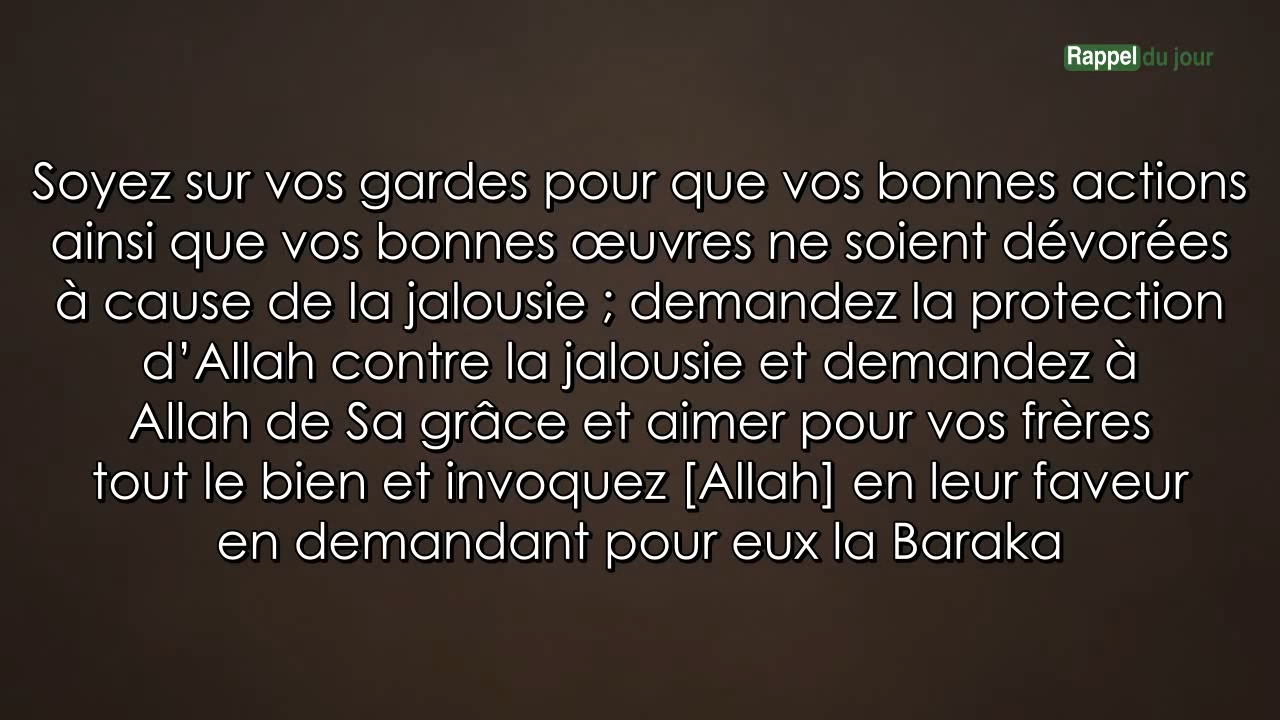 Rappel du jour
Soyez sur vos gardes pour que vos bonnes actions
ainsi que vos bonnes œuvres ne soient dévorées
à cause de la jalousie ; demandez la protection
d’Allah contre la jalousie et demandez à
Allah de Sa grâce et aimer pour vos frères
tout le bien et invoquez [Allah] en leur faveur
en demandant pour eux la Baraka